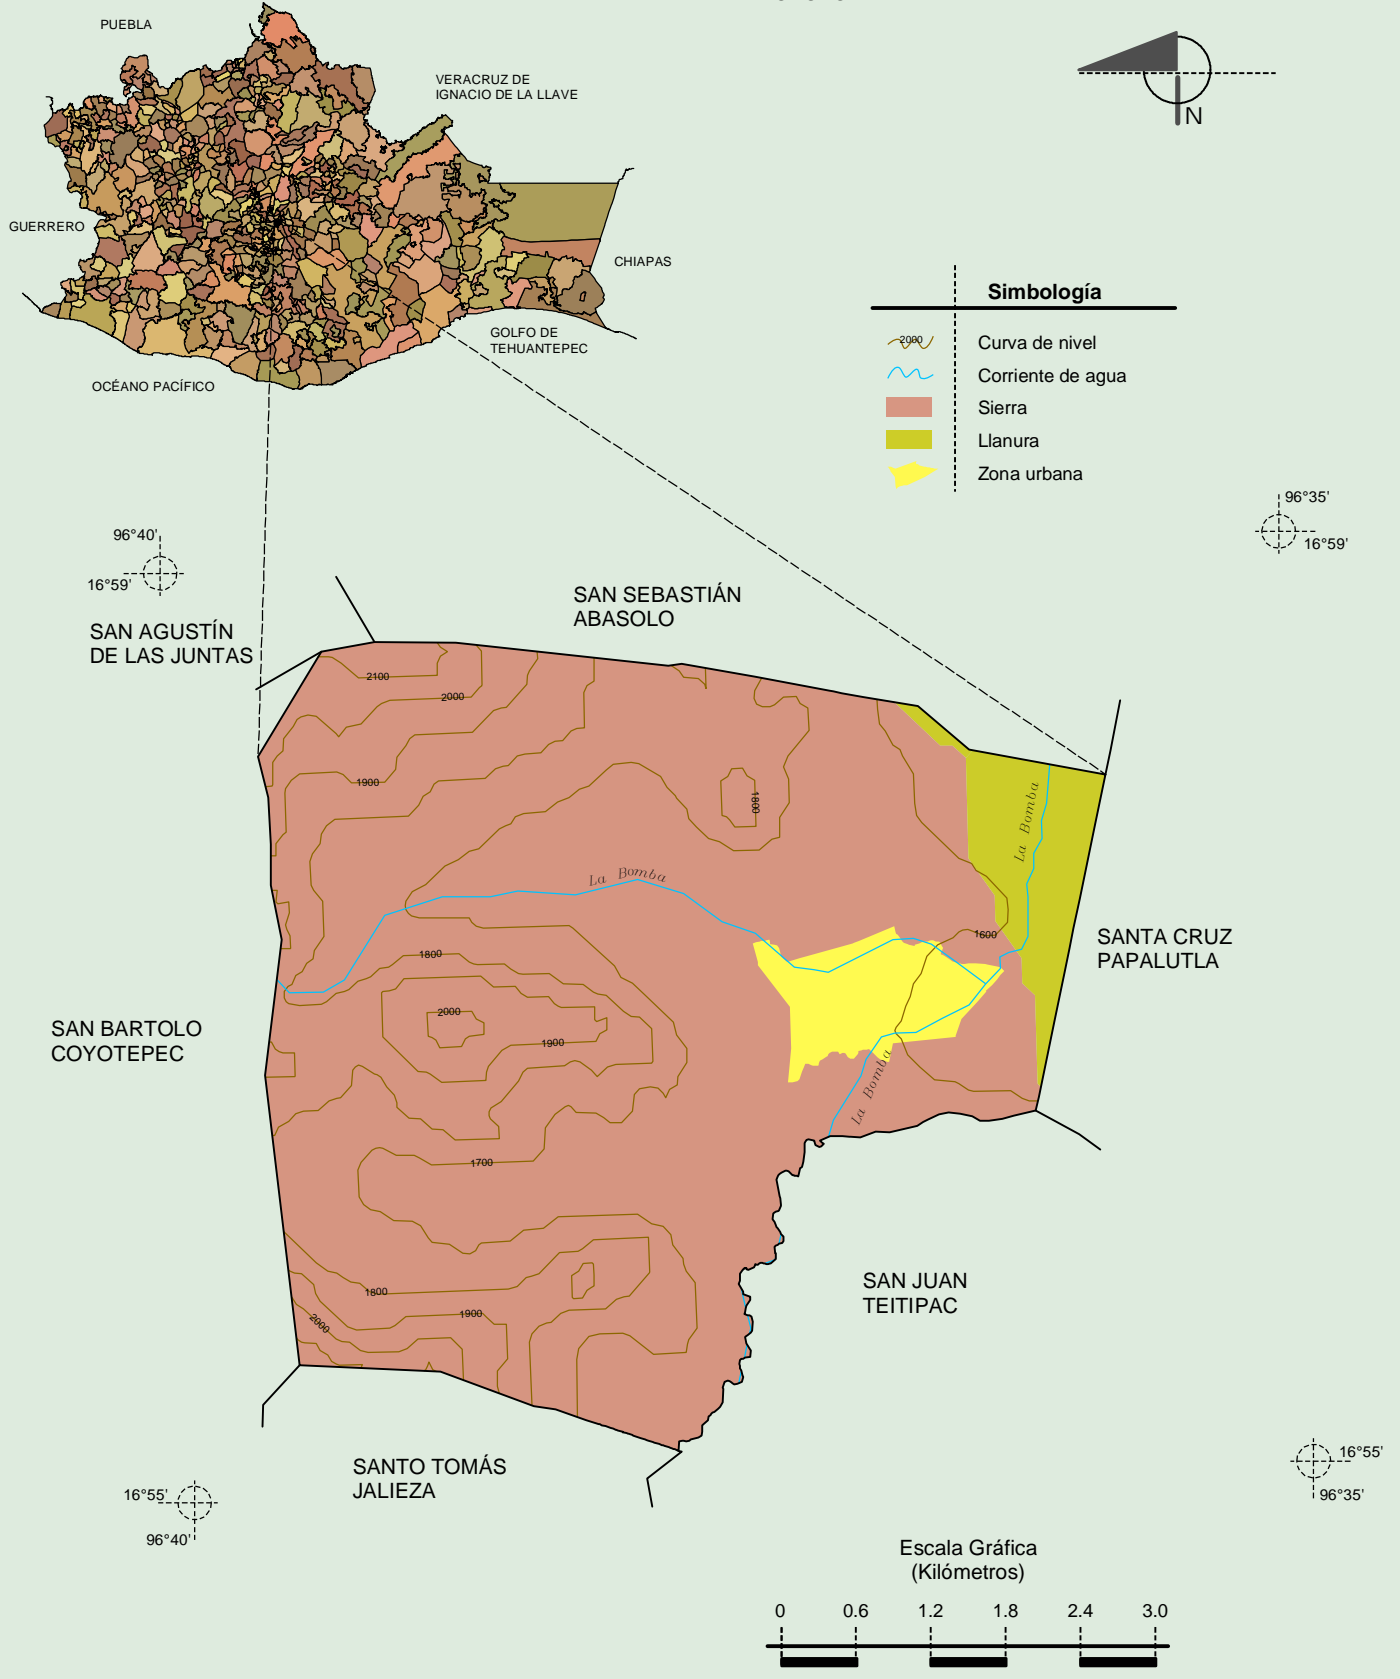 PUEBLA
VERACRUZ DE
IGNACIO DE LA LLAVE
N
GUERRERO
CHIAPAS
GOLFO DE
TEHUANTEPEC
OCÉANO PACÍFICO
Simbología
2000
Curva de nivel
Corriente de agua
Sierra
Llanura
Zona urbana
96°40'
16°59'
96°35'
16°59'
SAN AGUSTÍN
DE LAS JUNTAS
SAN SEBASTIÁN
ABASOLO
2100
2000
1900
1800
La Bomba
La Bomba
1600
1800
SANTA CRUZ
PAPALUTLA
2000
1900
SAN BARTOLO
COYOTEPEC
La Bomba
1700
SAN JUAN
TEITIPAC
1800
1900
2000
SANTO TOMÁS
JALIEZA
16°55'
96°40'
16°55'
96°35'
Escala Gráfica
(Kilómetros)
0 0.6 1.2 1.8 2.4 3.0